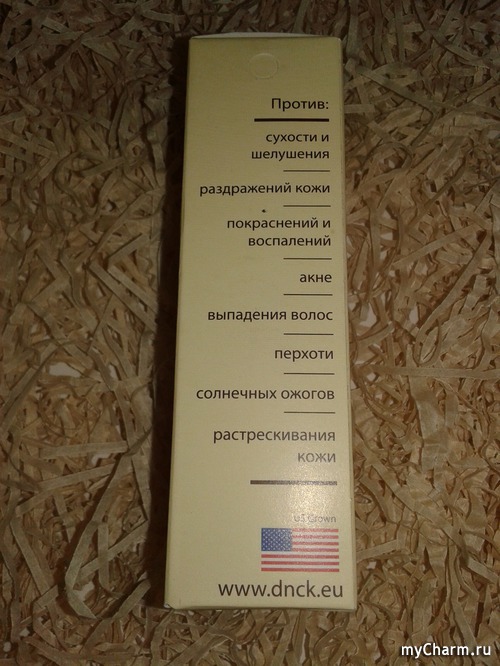 Против:
сухости и
шелушения
раздражений кожи
покраснений и
воспалений
акне
выпадения волос
перхоти
солнечных ожогов
растрескивания
кожи
US Grown
www.dnck.eu
myCharm.ru